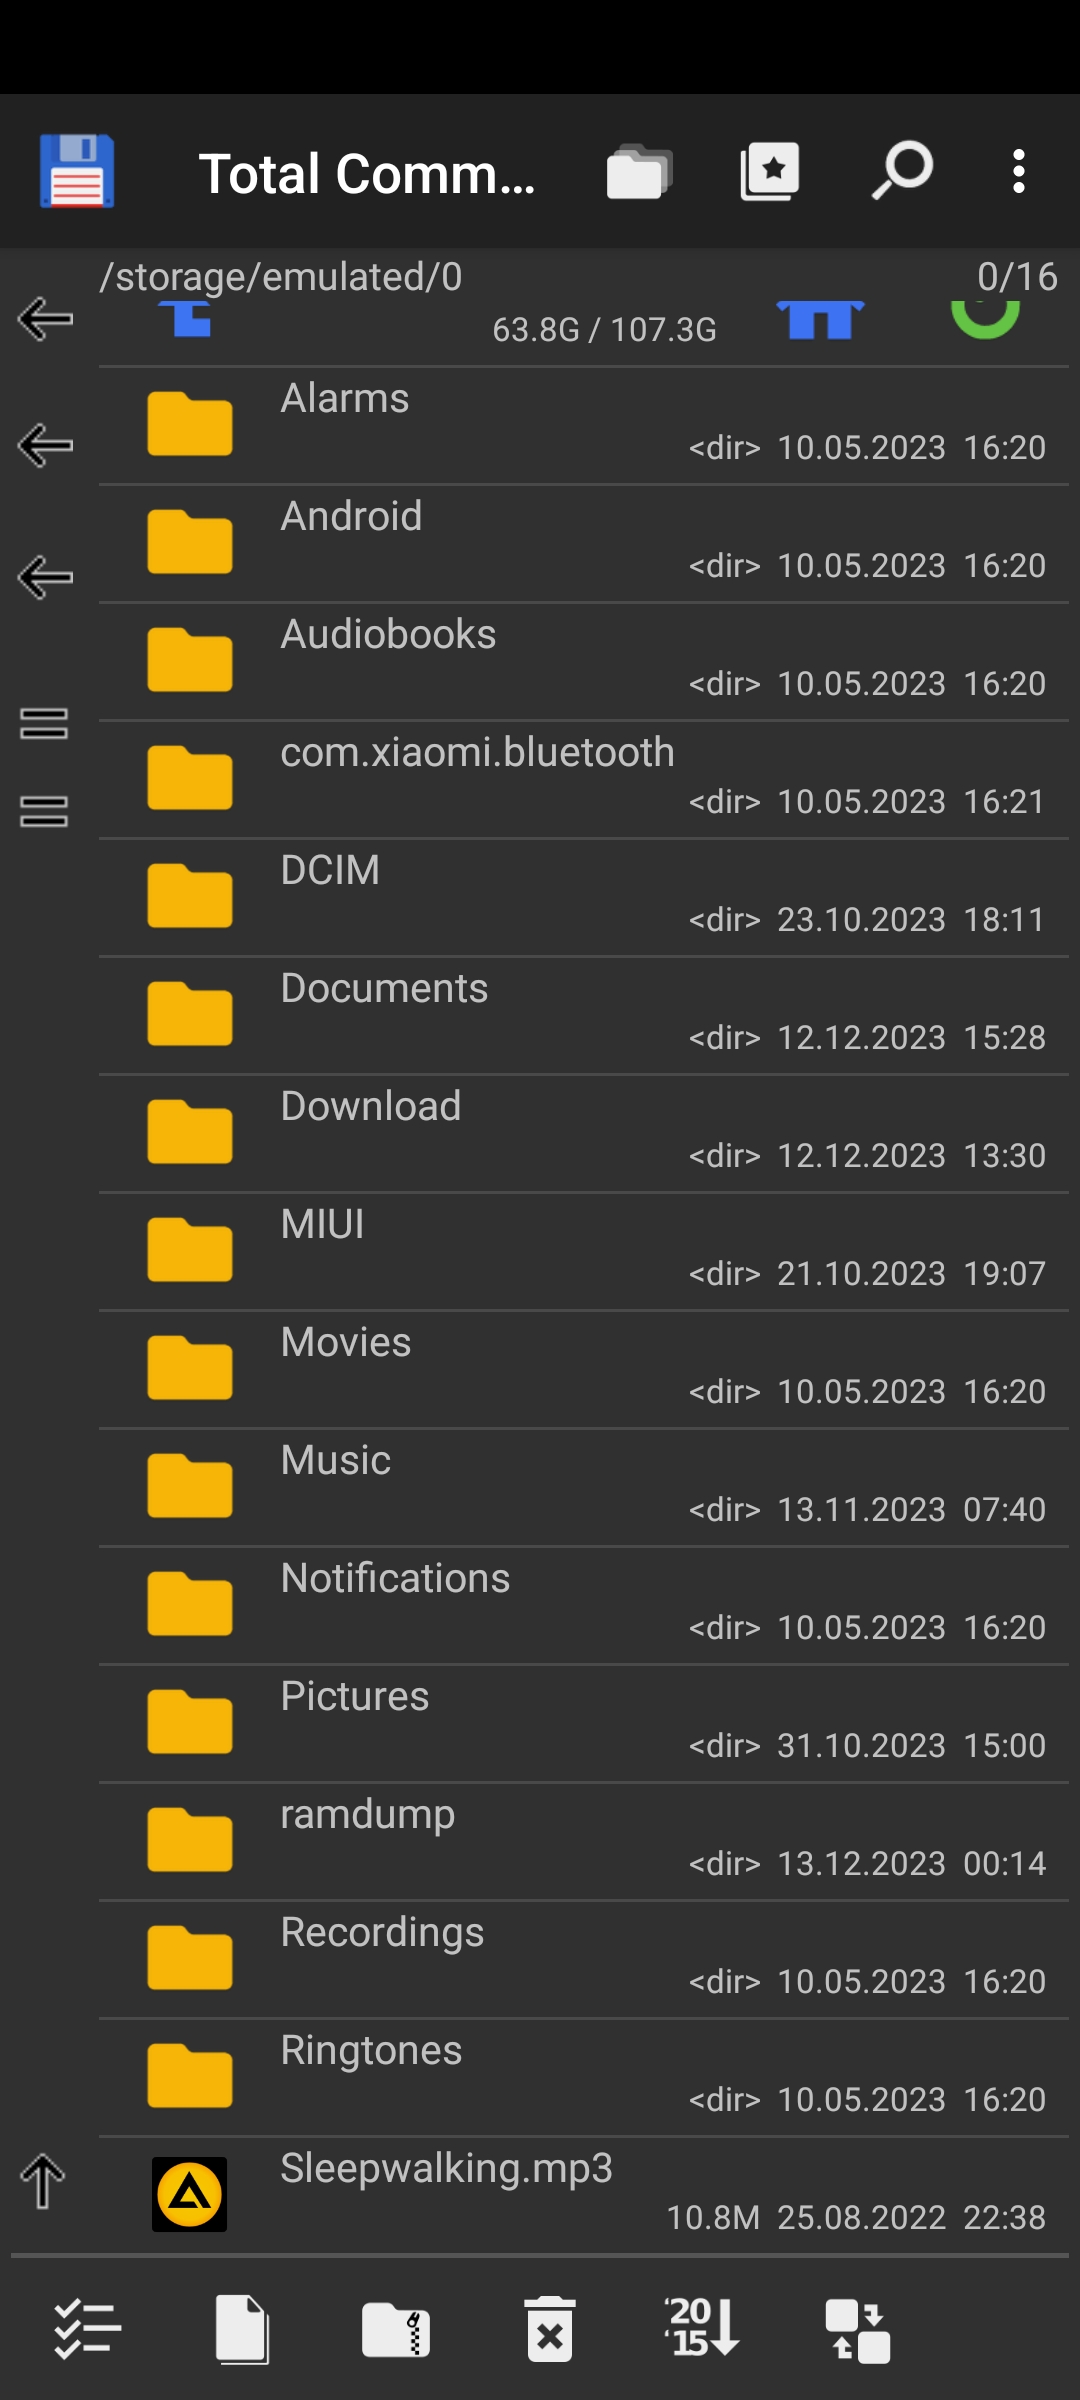 Total Comm...
/storage/emulated/0 0/16
63.8G / 107.3G
Alarms
<dir> 10.05.2023 16:20
Android
<dir> 10.05.2023 16:20
Audiobooks
<dir> 10.05.2023 16:20
com.xiaomi.bluetooth
<dir> 10.05.2023 16:21
DCIM
<dir> 23.10.2023 18:11
Documents
<dir> 12.12.2023 15:28
Download
<dir> 12.12.2023 13:30
MIUI
<dir> 21.10.2023 19:07
Movies
<dir> 10.05.2023 16:20
Music
<dir> 13.11.2023 07:40
Notifications
<dir> 10.05.2023 16:20
Pictures
<dir> 31.10.2023 15:00
ramdump
<dir> 13.12.2023 00:14
Recordings
<dir> 10.05.2023 16:20
Ringtones
<dir> 10.05.2023 16:20
Sleepwalking.mp3
10.8M 25.08.2022 22:38
'20
'15